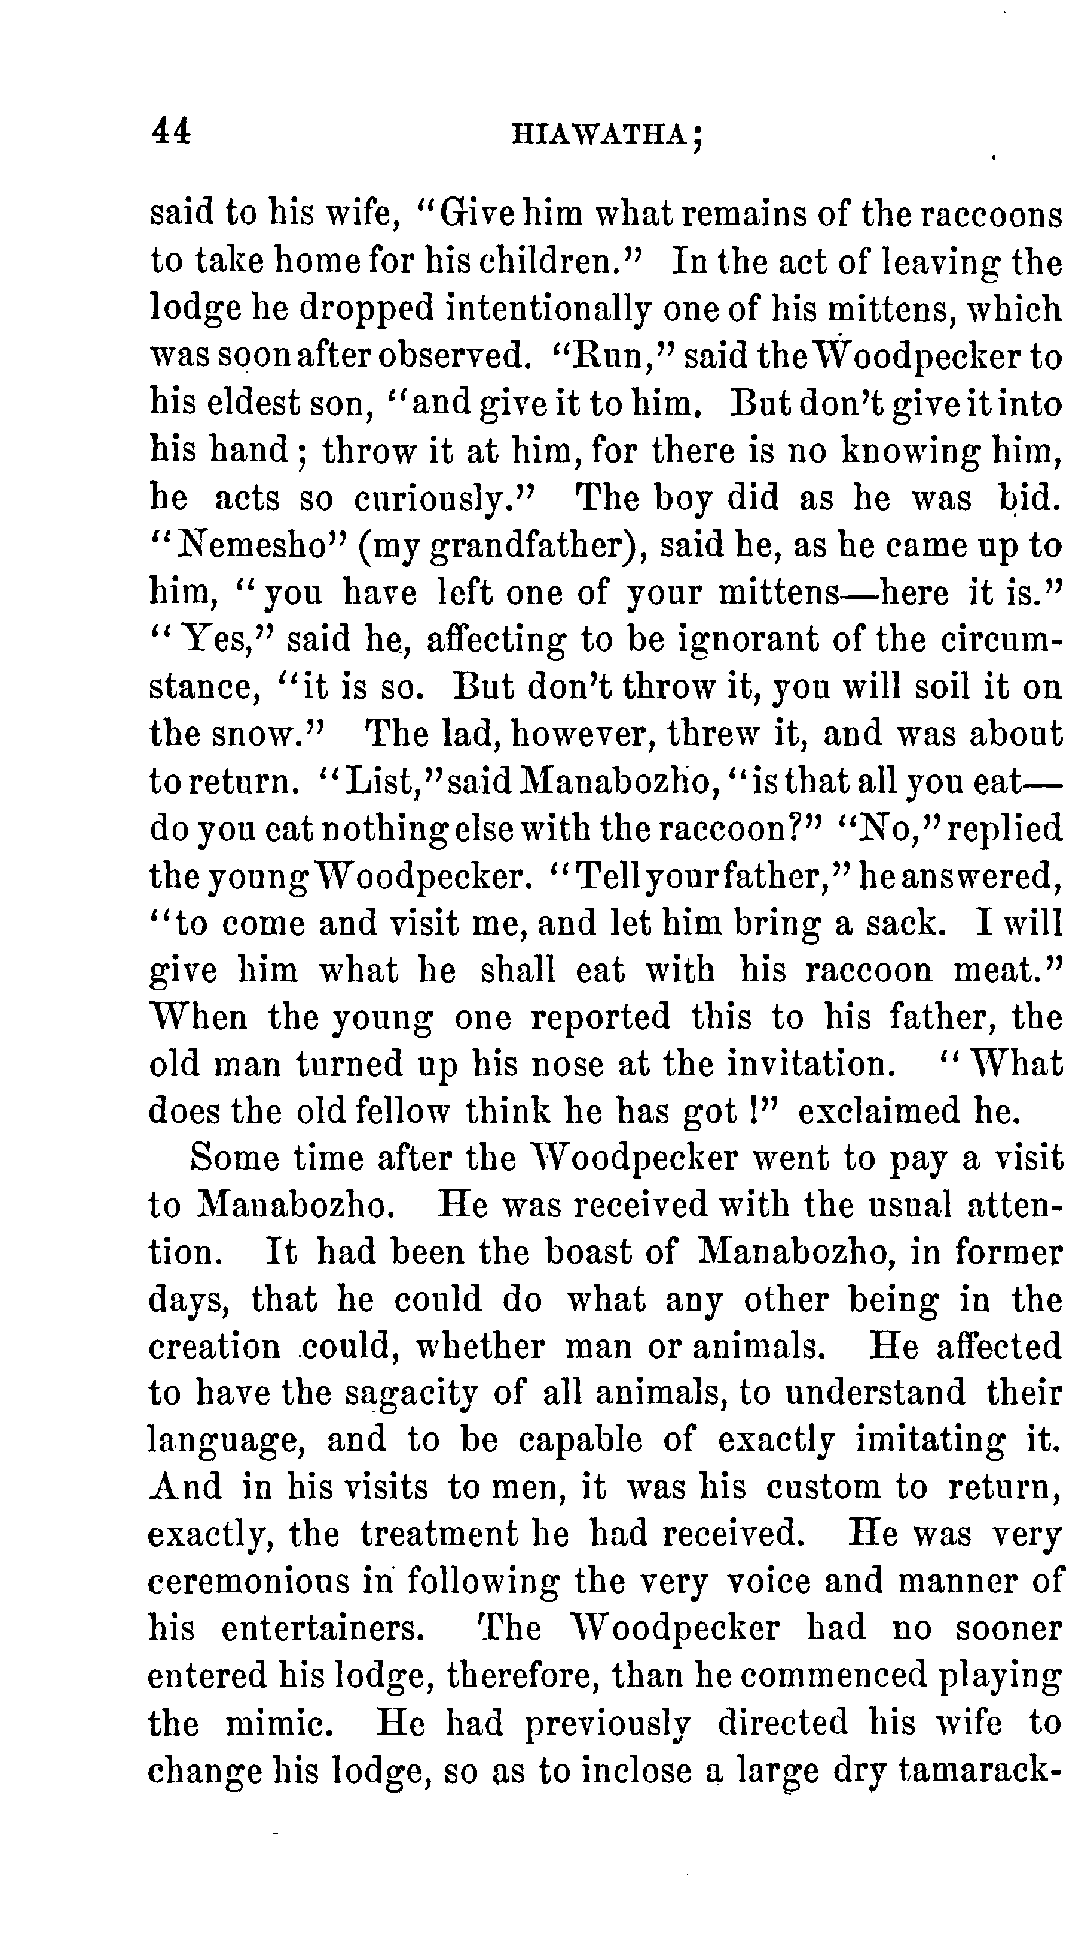 44 HIAWATHA;
said to his wife, "Give him what remains of the raccoons
to take home for his children." In the act of leaving the
lodge he dropped intentionally one of his mittens, which
was soon after observed. "Run," said the Woodpecker to
his eldest son, "and give it to him. But don't give it into
his hand; throw it at him, for there is no knowing him,
he acts so curiously." The boy did as he was bid.
"Nemesho" (my grandfather), said he, as he came up to
him, "you have left one of your mittens—here it is."
"Yes," said he, affecting to be ignorant of the circum-
stance, "it is so. But don't throw it, you will soil it on
the snow." The lad, however, threw it, and was about
to return. "List," said Manabozho, "is that all you eat—
do you eat nothing else with the raccoon?" "No," replied
the young Woodpecker. "Tell your father," he answered,
"to come and visit me, and let him bring a sack. I will
give him what he shall eat with his raccoon meat."
When the young one reported this to his father, the
old man turned up his nose at the invitation. "What
does the old fellow think he has got!" exclaimed he.
Some time after the Woodpecker went to pay a visit
to Manabozho. He was received with the usual atten-
tion. It had been the boast of Manabozho, in former
days, that he could do what any other being in the
creation could, whether man or animals. He affected
to have the sagacity of all animals, to understand their
language, and to be capable of exactly imitating it.
And in his visits to men, it was his custom to return,
exactly, the treatment he had received. He was very
ceremonious in following the very voice and manner of
his entertainers. The Woodpecker had no sooner
entered his lodge, therefore, than he commenced playing
the mimic. He had previously directed his wife to
change his lodge, so as to inclose a large dry tamarack-